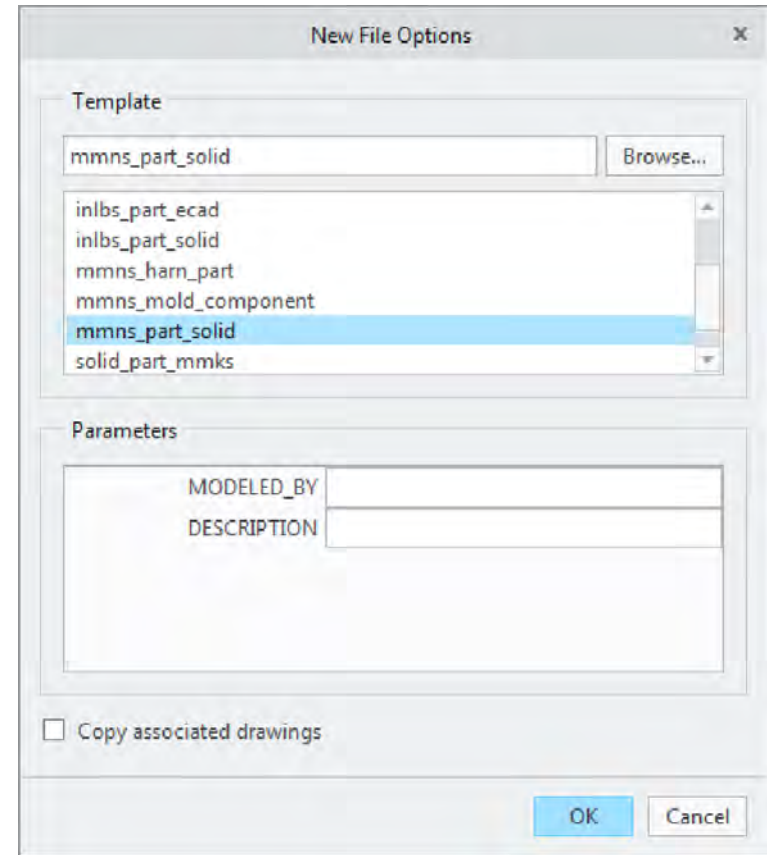 New File Options
Template
mmns_part_solid
Browse...
inlbs_part_ecad
inlbs_part_solid
mmns_harn_part
mmns_mold_component
mmns_part_solid
solid_part_mmks
Parameters
MODELED_BY
DESCRIPTION
Copy associated drawings
OK Cancel